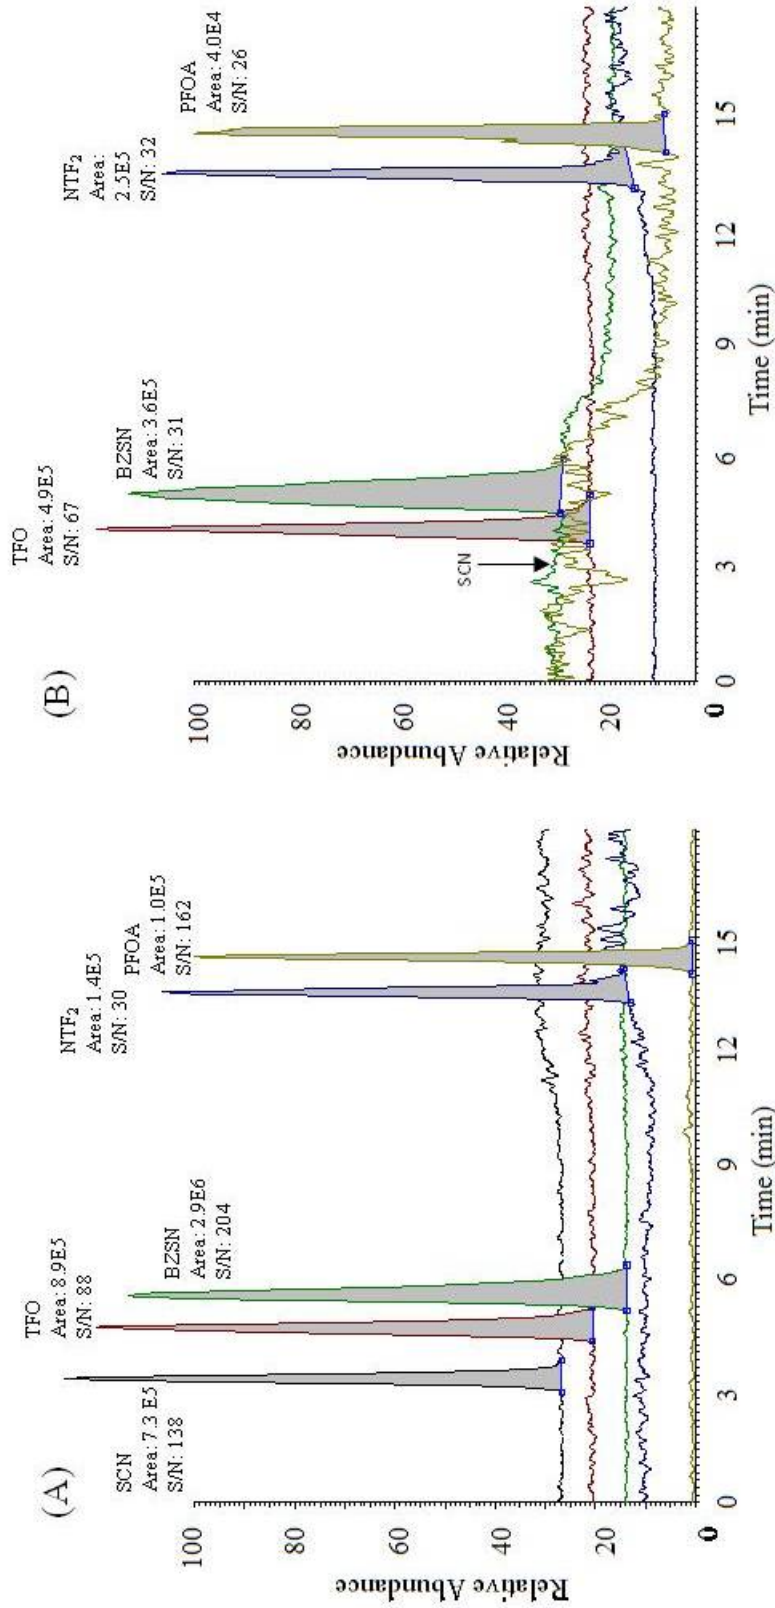 (A)
SCN
Area: 7.3 E5
S/N: 138
TFO
Area: 8.9E5
S/N: 88
BZSN
Area: 2.9E6
S/N: 204
NTF2
Area: 1.4E5
S/N: 30
PFOA
Area: 1.0E5
S/N: 162
Relative Abundance
100
80
60
40
20
0
0 3 6 9 12 15
Time (min)
(B)
TFO
Area: 4.9E5
S/N: 67
BZSN
Area: 3.6E5
S/N: 31
SCN
NTF2
Area:
2.5E5
S/N: 32
PFOA
Area: 4.0E4
S/N: 26
Relative Abundance
100
80
60
40
20
0
0 3 6 9 12 15
Time (min)